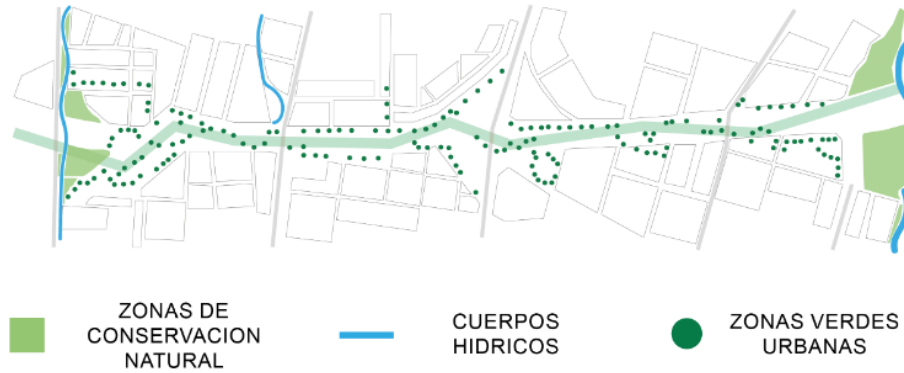 ZONAS DE
CONSERVACION
NATURAL
CUERPOS
HIDRICOS
ZONAS VERDES
URBANAS